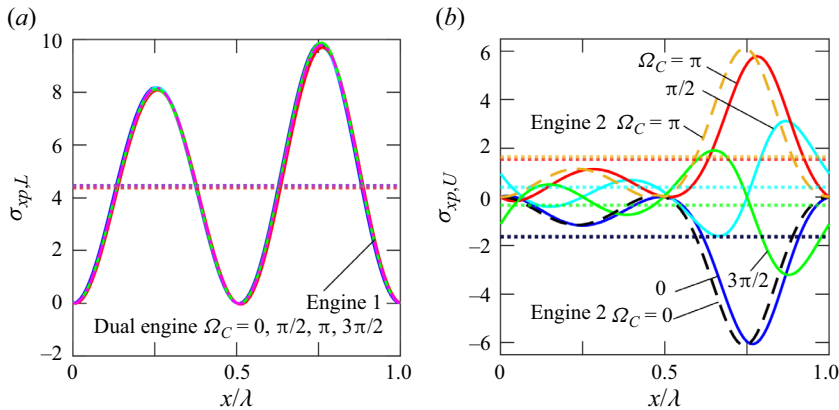 (a)
(b)
10
8
6
4
2
0
−2
σxp,L
Engine 1
Dual engine ΩC = 0, π/2, π, 3π/2
0
0.5
1.0
x/λ
6
4
2
0
−2
−4
−6
σxp,U
ΩC = π
π/2
Engine 2 ΩC = π
0
3π/2
Engine 2 ΩC = 0
0
0.5
1.0
x/λ